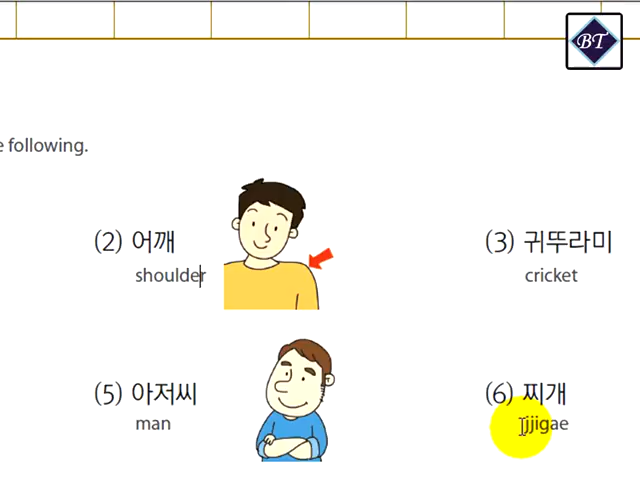 BT
e following.
(2) 어깨
shoulder
(3) 귀뚜라미
cricket
(5) 아저씨
man
(6) 찌개
jjigae